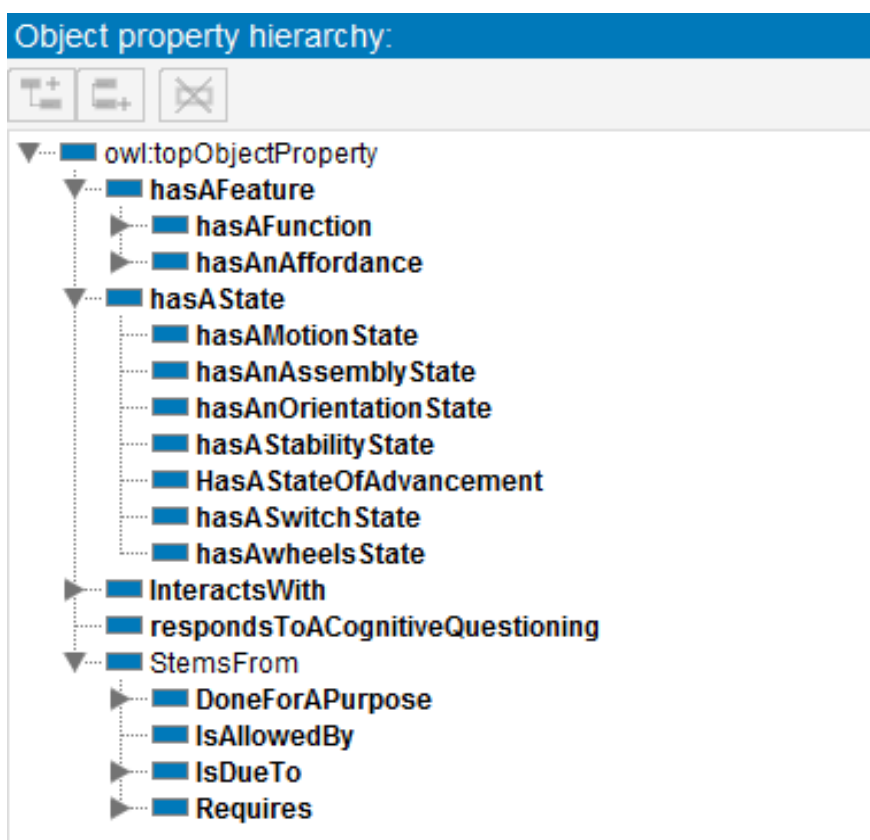 Object property hierarchy:
owl:topObjectProperty
hasAFeature
hasAFunction
hasAnAffordance
hasAState
hasAMotionState
hasAnAssemblyState
hasAnOrientationState
hasAStabilityState
HasAStateOfAdvancement
hasASwitchState
hasAwheelsState
InteractsWith
respondsToACognitiveQuestioning
StemsFrom
DoneForAPurpose
IsAllowedBy
IsDueTo
Requires